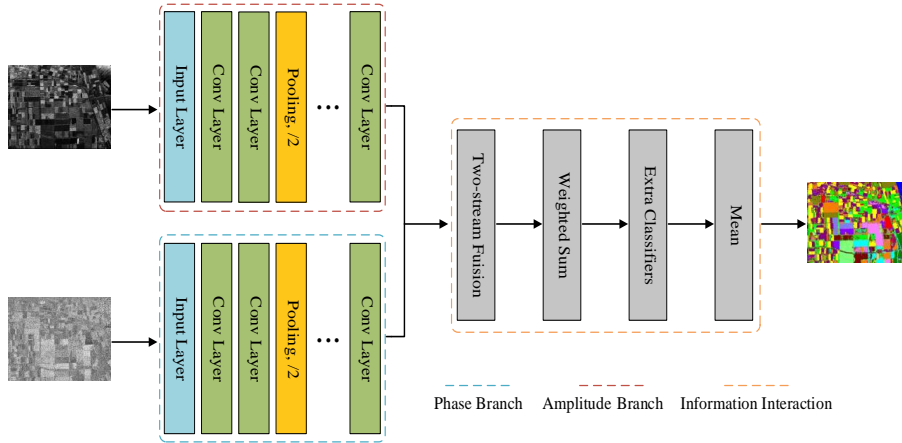 Input Layer
Conv Layer
Conv Layer
Pooling, /2
Conv Layer
Input Layer
Conv Layer
Conv Layer
Pooling, /2
Conv Layer
Two-stream Fuision
Weighted Sum
Extra Classifiers
Mean
Phase Branch
Amplitude Branch
Information Interaction